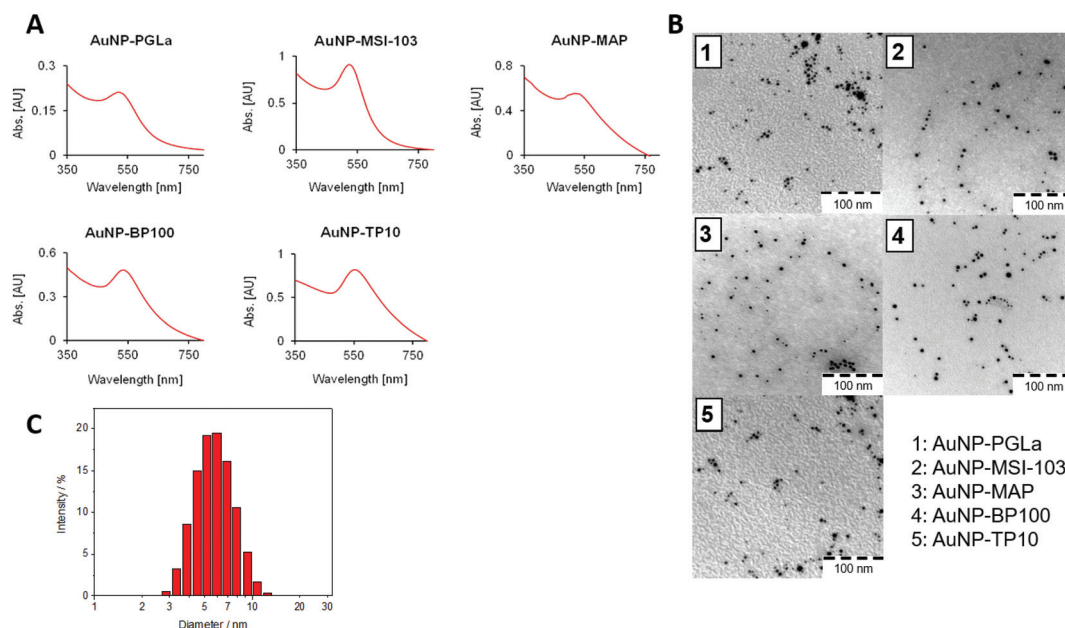 A
AuNP-PGLa
0.3
0.15
0
350
550
750
Abs. [AU]
Wavelength [nm]
AuNP-MSI-103
1
0.5
0
350
550
750
Abs. [AU]
Wavelength [nm]
AuNP-MAP
0.8
0.4
0
350
550
750
Abs. [AU]
Wavelength [nm]
AuNP-BP100
0.6
0.3
0
350
550
750
Abs. [AU]
Wavelength [nm]
AuNP-TP10
1
0.5
0
350
550
750
Abs. [AU]
Wavelength [nm]
B
1
100 nm
2
100 nm
3
100 nm
4
100 nm
5
100 nm
1: AuNP-PGLa
2: AuNP-MSI-103
3: AuNP-MAP
4: AuNP-BP100
5: AuNP-TP10
C
20
15
10
5
0
Intensity / %
1 2 3 5 7 10 20 30
Diameter / nm